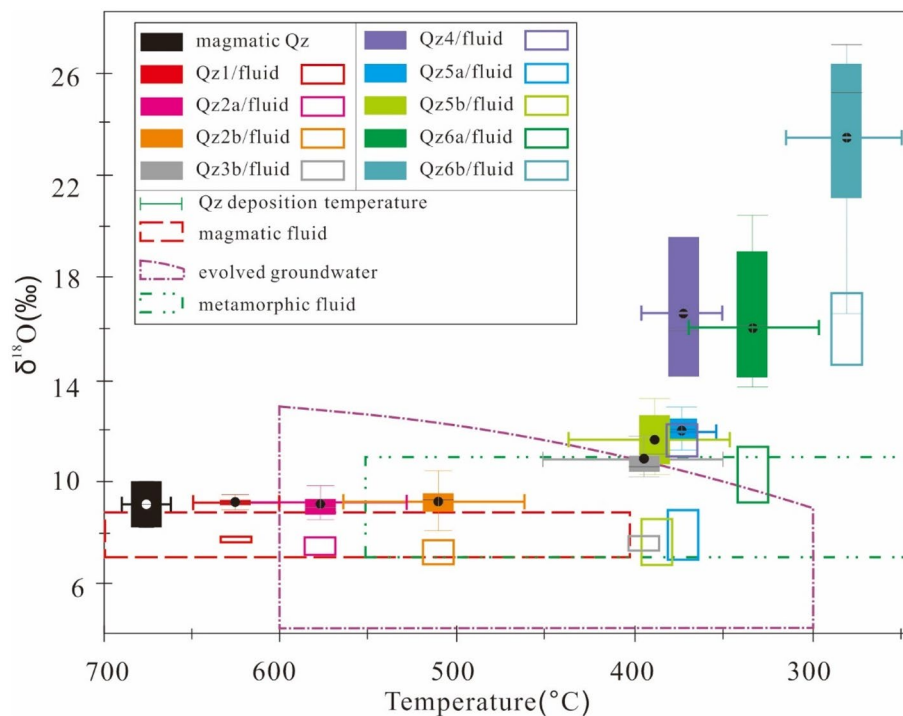 magmatic Qz
Qz1/fluid
Qz2a/fluid
Qz2b/fluid
Qz3b/fluid
Qz4/fluid
Qz5a/fluid
Qz5b/fluid
Qz6a/fluid
Qz6b/fluid
Qz deposition temperature
magmatic fluid
evolved groundwater
metamorphic fluid
δ¹⁸O(‰)
26
22
18
14
10
6
700
600
500
400
300
Temperature(°C)